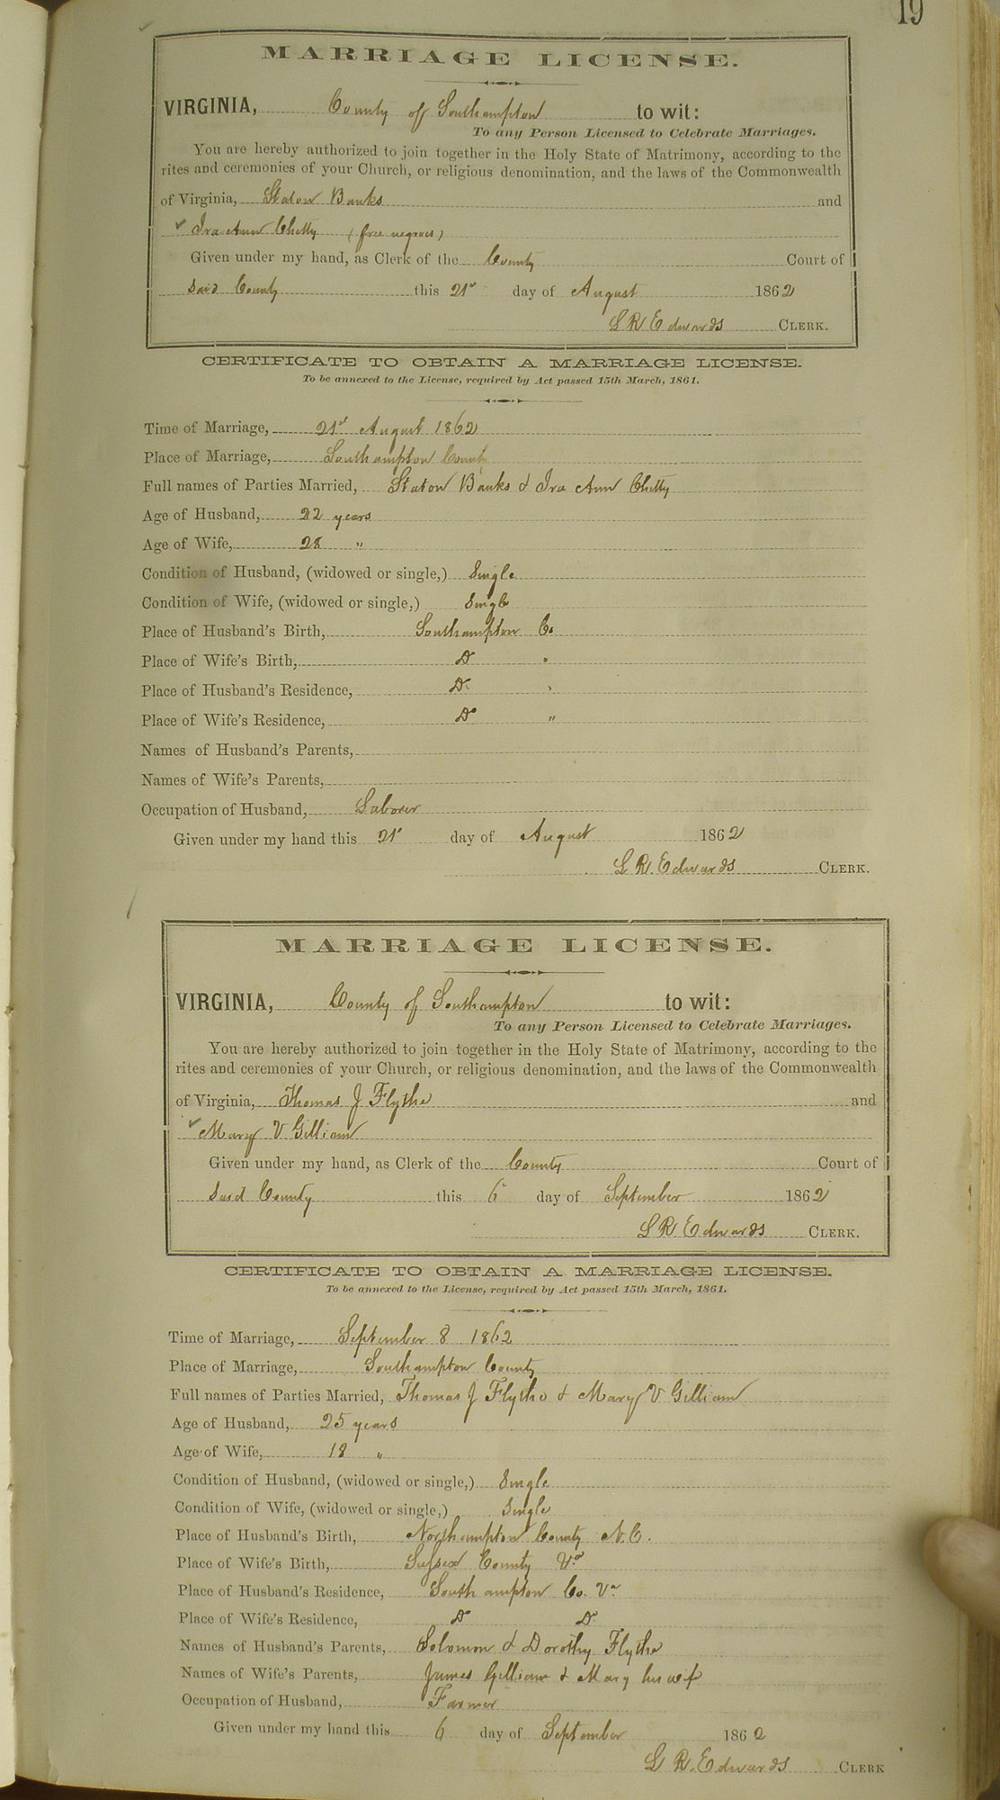 19
MARRIAGE LICENSE.
VIRGINIA, County of Southampton to wit:
To any Person Licensed to Celebrate Marriages.
You are hereby authorized to join together in the Holy State of Matrimony, according to the
rites and ceremonies of your Church, or religious denomination, and the laws of the Commonwealth
of Virginia, Staton Banks and
Ira Ann Chitty (free negroes)
Given under my hand, as Clerk of the County Court of
Said County this 21st day of August 1862
L R Edwards CLERK.
CERTIFICATE TO OBTAIN A MARRIAGE LICENSE.
To be annexed to the License, required by Act passed 15th March, 1861.
Time of Marriage, 21st August 1862
Place of Marriage, Southampton County
Full names of Parties Married, Staton Banks & Ira Ann Chitty
Age of Husband, 22 years
Age of Wife, 28 "
Condition of Husband, (widowed or single,) Single
Condition of Wife, (widowed or single,) Single
Place of Husband's Birth, Southampton Co.
Place of Wife's Birth, Do "
Place of Husband's Residence, Do "
Place of Wife's Residence, Do "
Names of Husband's Parents,
Names of Wife's Parents,
Occupation of Husband, Laborer
Given under my hand this 21st day of August 1862
L R. Edwards CLERK.
MARRIAGE LICENSE.
VIRGINIA, County of Southampton to wit:
To any Person Licensed to Celebrate Marriages.
You are hereby authorized to join together in the Holy State of Matrimony, according to the
rites and ceremonies of your Church, or religious denomination, and the laws of the Commonwealth
of Virginia, Thomas J Flythe and
Mary V Gilliam
Given under my hand, as Clerk of the County Court of
Said County this 6 day of September 1862
L R Edwards CLERK.
CERTIFICATE TO OBTAIN A MARRIAGE LICENSE.
To be annexed to the License, required by Act passed 15th March, 1861.
Time of Marriage, September 8 1862
Place of Marriage, Southampton County
Full names of Parties Married, Thomas J Flythe & Mary V Gilliam
Age of Husband, 25 years
Age of Wife, 18 "
Condition of Husband, (widowed or single,) Single
Condition of Wife, (widowed or single,) Single
Place of Husband's Birth, Northampton County N.C.
Place of Wife's Birth, Sussex County Va
Place of Husband's Residence, Southampton Co. Va
Place of Wife's Residence, Do Do
Names of Husband's Parents, Solomon & Dorothy Flythe
Names of Wife's Parents, James Gilliam & Mary his wf
Occupation of Husband, Farmer
Given under my hand this 6 day of September 1862
L R. Edwards CLERK